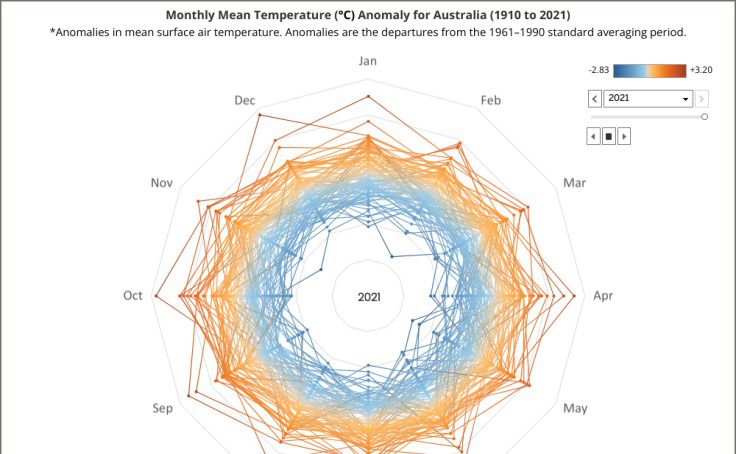 Monthly Mean Temperature (°C) Anomaly for Australia (1910 to 2021)
*Anomalies in mean surface air temperature. Anomalies are the departures from the 1961–1990 standard averaging period.
Jan
-2.83 +3.20
2021
Dec
Feb
Nov
Mar
Oct
2021
Apr
Sep
May